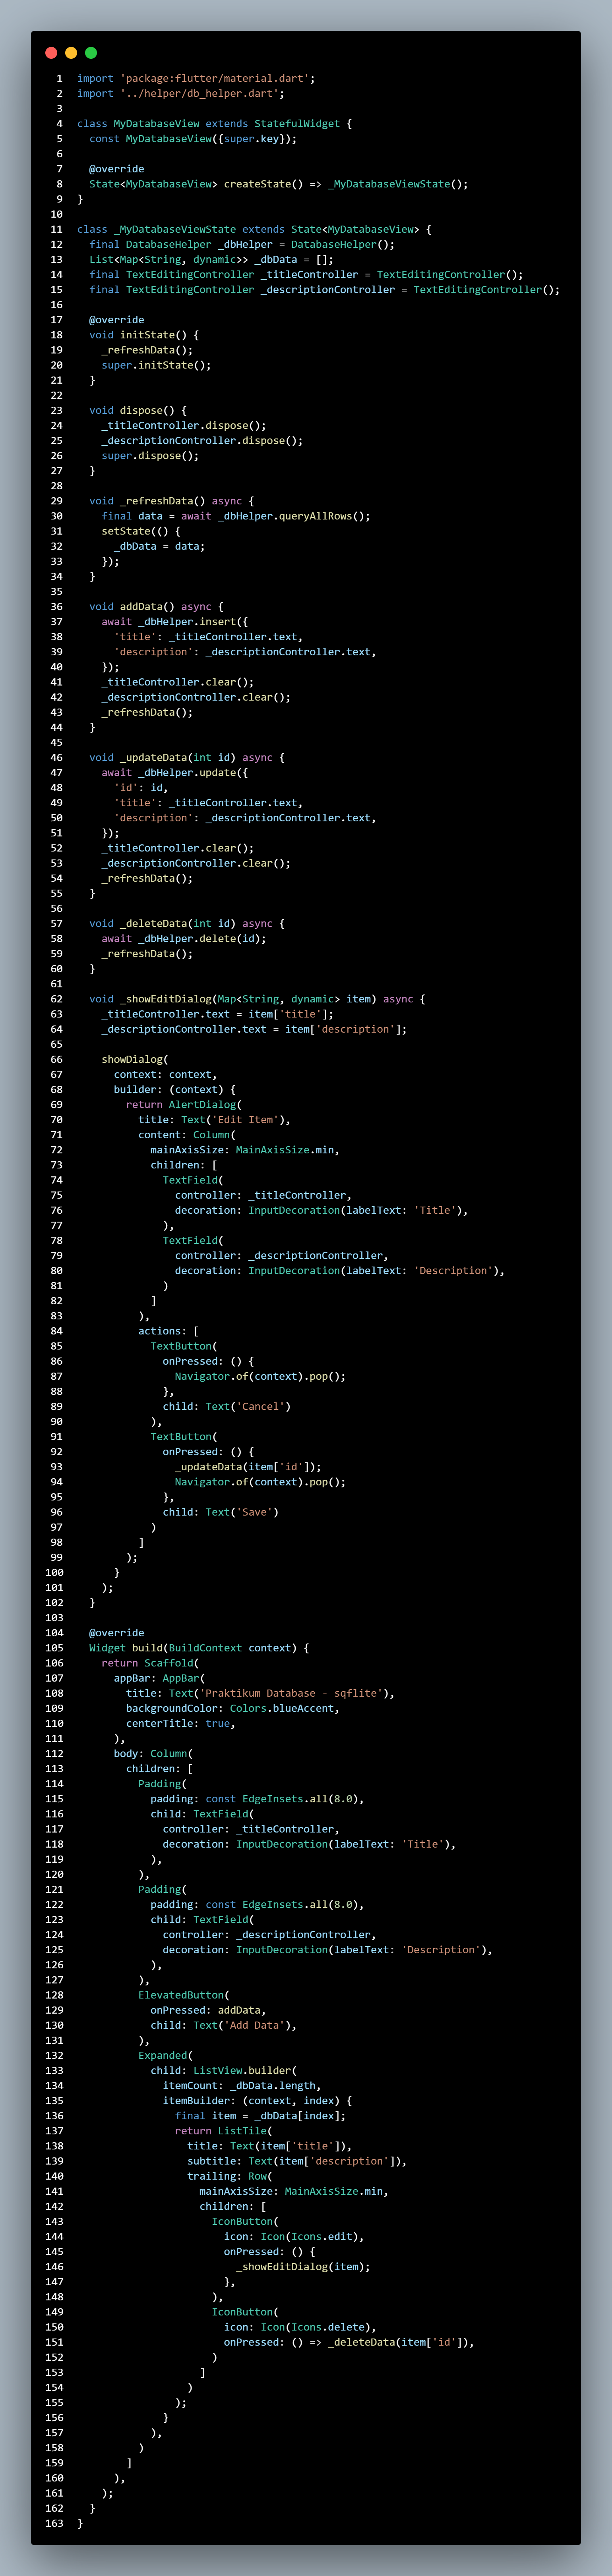 1 import 'package:flutter/material.dart';
2 import '../helper/db_helper.dart';
3
4 class MyDatabaseView extends StatefulWidget {
5   const MyDatabaseView({super.key});
6
7   @override
8   State<MyDatabaseView> createState() => _MyDatabaseViewState();
9 }
10
11 class _MyDatabaseViewState extends State<MyDatabaseView> {
12   final DatabaseHelper _dbHelper = DatabaseHelper();
13   List<Map<String, dynamic>> _dbData = [];
14   final TextEditingController _titleController = TextEditingController();
15   final TextEditingController _descriptionController = TextEditingController();
16
17   @override
18   void initState() {
19     _refreshData();
20     super.initState();
21   }
22
23   void dispose() {
24     _titleController.dispose();
25     _descriptionController.dispose();
26     super.dispose();
27   }
28
29   void _refreshData() async {
30     final data = await _dbHelper.queryAllRows();
31     setState(() {
32       _dbData = data;
33     });
34   }
35
36   void addData() async {
37     await _dbHelper.insert({
38       'title': _titleController.text,
39       'description': _descriptionController.text,
40     });
41     _titleController.clear();
42     _descriptionController.clear();
43     _refreshData();
44   }
45
46   void _updateData(int id) async {
47     await _dbHelper.update({
48       'id': id,
49       'title': _titleController.text,
50       'description': _descriptionController.text,
51     });
52     _titleController.clear();
53     _descriptionController.clear();
54     _refreshData();
55   }
56
57   void _deleteData(int id) async {
58     await _dbHelper.delete(id);
59     _refreshData();
60   }
61
62   void _showEditDialog(Map<String, dynamic> item) async {
63     _titleController.text = item['title'];
64     _descriptionController.text = item['description'];
65
66     showDialog(
67       context: context,
68       builder: (context) {
69         return AlertDialog(
70           title: Text('Edit Item'),
71           content: Column(
72             mainAxisSize: MainAxisSize.min,
73             children: [
74               TextField(
75                 controller: _titleController,
76                 decoration: InputDecoration(labelText: 'Title'),
77               ),
78               TextField(
79                 controller: _descriptionController,
80                 decoration: InputDecoration(labelText: 'Description'),
81               )
82             ]
83           ),
84           actions: [
85             TextButton(
86               onPressed: () {
87                 Navigator.of(context).pop();
88               },
89               child: Text('Cancel')
90             ),
91             TextButton(
92               onPressed: () {
93                 _updateData(item['id']);
94                 Navigator.of(context).pop();
95               },
96               child: Text('Save')
97             )
98           ]
99         );
100       }
101     );
102   }
103
104   @override
105   Widget build(BuildContext context) {
106     return Scaffold(
107       appBar: AppBar(
108         title: Text('Praktikum Database - sqflite'),
109         backgroundColor: Colors.blueAccent,
110         centerTitle: true,
111       ),
112       body: Column(
113         children: [
114           Padding(
115             padding: const EdgeInsets.all(8.0),
116             child: TextField(
117               controller: _titleController,
118               decoration: InputDecoration(labelText: 'Title'),
119             ),
120           ),
121           Padding(
122             padding: const EdgeInsets.all(8.0),
123             child: TextField(
124               controller: _descriptionController,
125               decoration: InputDecoration(labelText: 'Description'),
126             ),
127           ),
128           ElevatedButton(
129             onPressed: addData,
130             child: Text('Add Data'),
131           ),
132           Expanded(
133             child: ListView.builder(
134               itemCount: _dbData.length,
135               itemBuilder: (context, index) {
136                 final item = _dbData[index];
137                 return ListTile(
138                   title: Text(item['title']),
139                   subtitle: Text(item['description']),
140                   trailing: Row(
141                     mainAxisSize: MainAxisSize.min,
142                     children: [
143                       IconButton(
144                         icon: Icon(Icons.edit),
145                         onPressed: () {
146                           _showEditDialog(item);
147                         },
148                       ),
149                       IconButton(
150                         icon: Icon(Icons.delete),
151                         onPressed: () => _deleteData(item['id']),
152                       )
153                     ]
154                   )
155                 );
156               }
157             ),
158           )
159         ]
160       ),
161     );
162   }
163 }